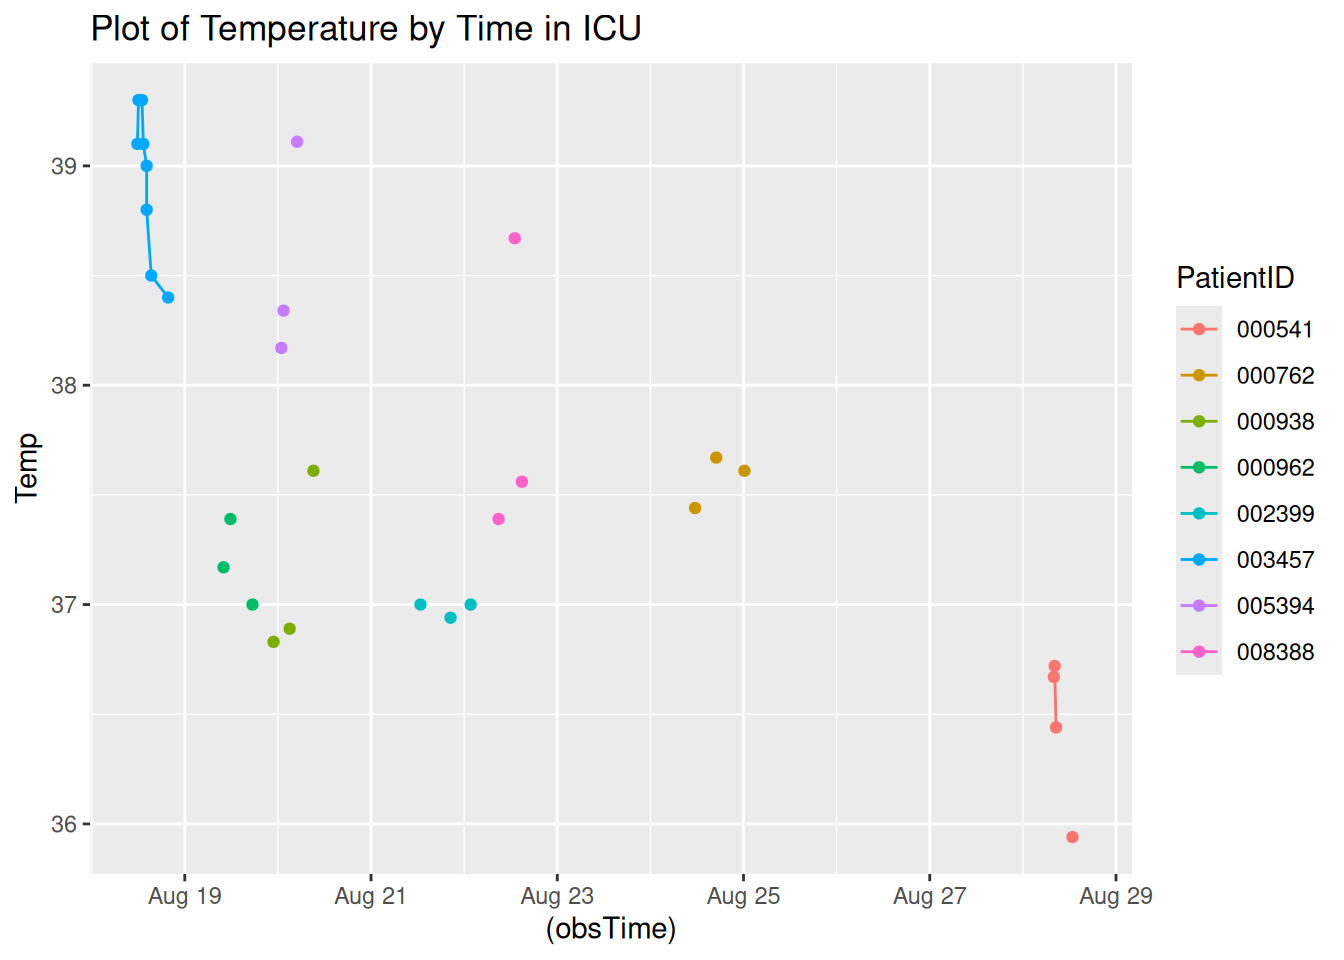 Plot of Temperature by Time in ICU
39
38
37
36
Temp
Aug 19
Aug 21
Aug 23
Aug 25
Aug 27
Aug 29
(obsTime)
PatientID
000541
000762
000938
000962
002399
003457
005394
008388